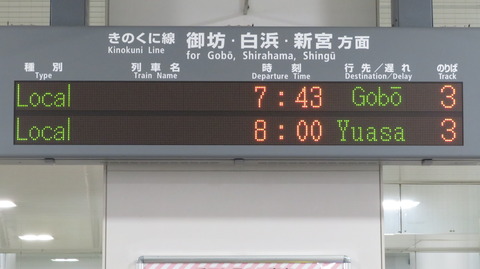 きのくに線 御坊・白浜・新宮方面
Kinokuni Line for Gobō, Shirahama, Shingū
種別 列車名 時刻 行先/遅れ のりば
Type Train Name Departure Time Destination/Delay Track
Local 7:43 Gobō 3
Local 8:00 Yuasa 3